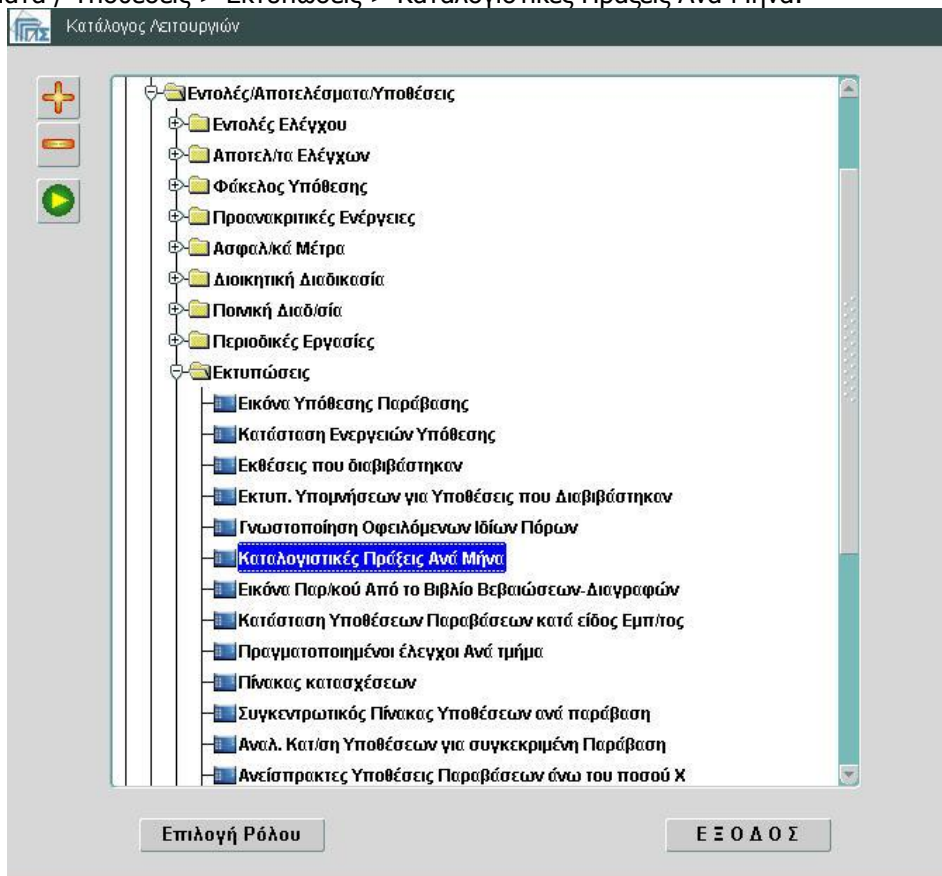 ματα / Υποθέσεις > Εκτυπώσεις > Καταλογιστικές Πράξεις Ανά Μήνα.
Κατάλογος Λειτουργιών
Εντολές/Αποτελέσματα/Υποθέσεις
Εντολές Ελέγχου
Αποτελ/τα Ελέγχων
Φάκελος Υπόθεσης
Προανακριτικές Ενέργειες
Ασφαλ/κά Μέτρα
Διοικητική Διαδικασία
Ποινική Διαδ/σία
Περιοδικές Εργασίες
Εκτυπώσεις
Εικόνα Υπόθεσης Παράβασης
Κατάσταση Ενεργειών Υπόθεσης
Εκθέσεις που διαβιβάστηκαν
Εκτυπ. Υπομνήσεων για Υποθέσεις που Διαβιβάστηκαν
Γνωστοποίηση Οφειλόμενων Ιδίων Πόρων
Καταλογιστικές Πράξεις Ανά Μήνα
Εικόνα Παρ/κού Από το Βιβλίο Βεβαιώσεων-Διαγραφών
Κατάσταση Υποθέσεων Παραβάσεων κατά είδος Εμπ/τος
Πραγματοποιημένοι έλεγχοι Ανά τμήμα
Πίνακας κατασχέσεων
Συγκεντρωτικός Πίνακας Υποθέσεων ανά παράβαση
Αναλ. Κατ/ση Υποθέσεων για συγκεκριμένη Παράβαση
Ανείσπρακτες Υποθέσεις Παραβάσεων άνω του ποσού Χ
Επιλογή Ρόλου
ΕΞΟΔΟΣ